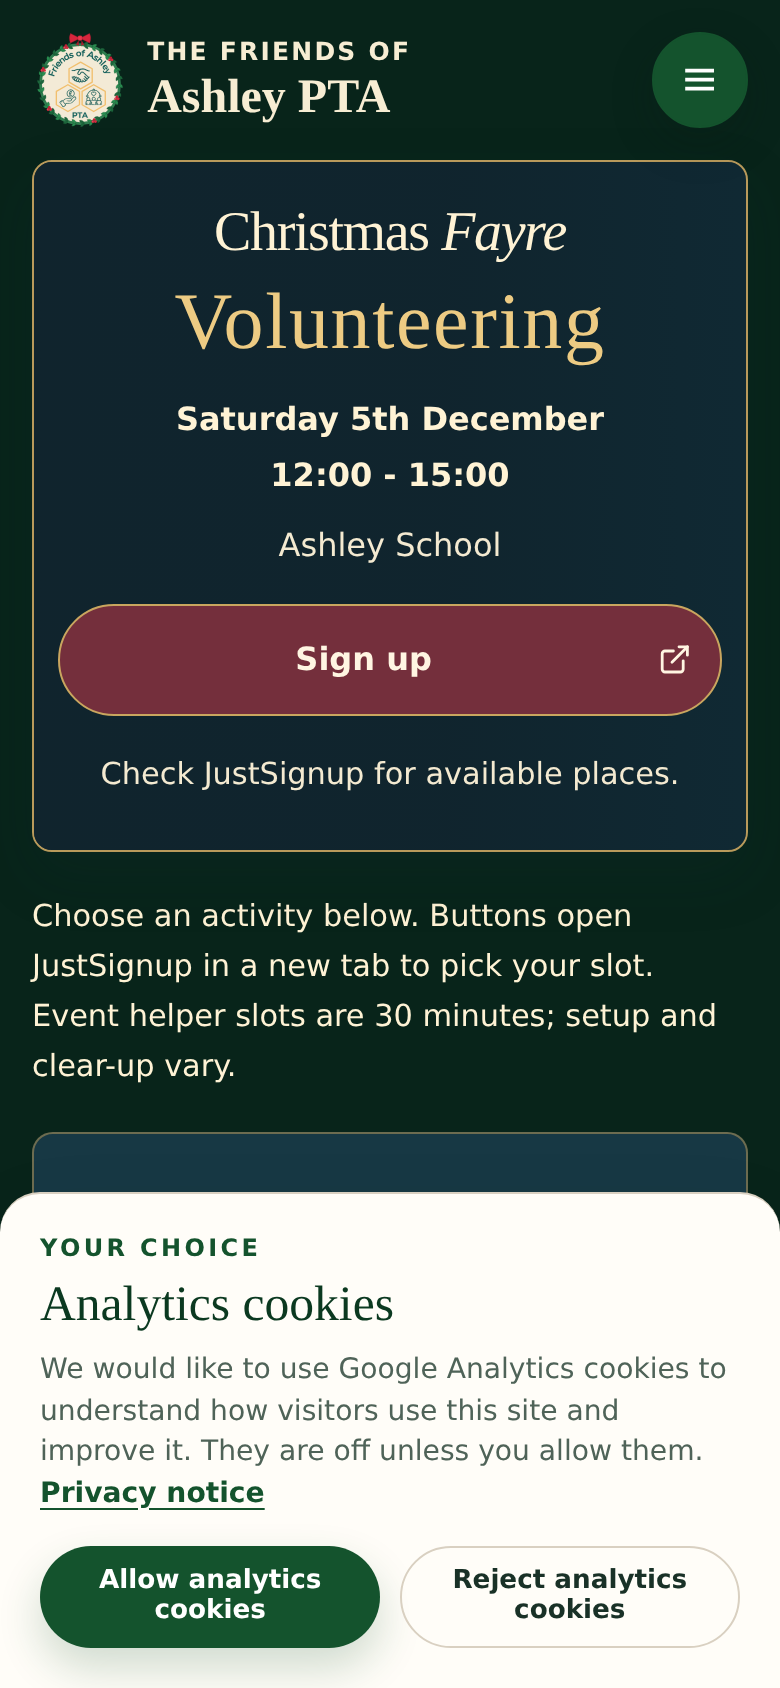 Friends of Ashley
PTA
THE FRIENDS OF
Ashley PTA
Christmas Fayre
Volunteering
Saturday 5th December
12:00 - 15:00
Ashley School
Sign up
Check JustSignup for available places.
Choose an activity below. Buttons open
JustSignup in a new tab to pick your slot.
Event helper slots are 30 minutes; setup and
clear-up vary.
YOUR CHOICE
Analytics cookies
We would like to use Google Analytics cookies to
understand how visitors use this site and
improve it. They are off unless you allow them.
Privacy notice
Allow analytics
cookies
Reject analytics
cookies